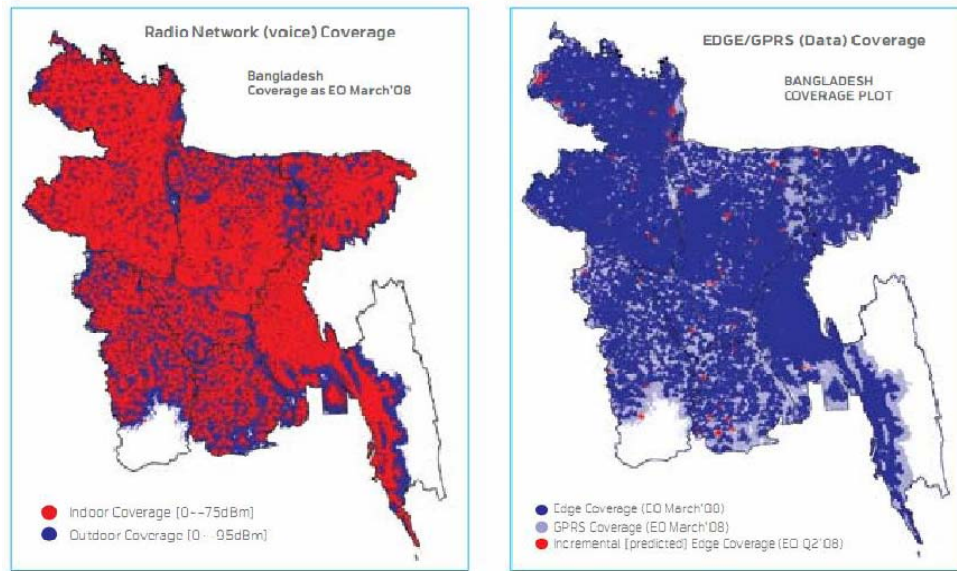 Radio Network (voice) Coverage
Bangladesh
Coverage as EO March'08
Indoor Coverage [0--75dBm]
Outdoor Coverage [0--95dBm]
EDGE/GPRS (Data) Coverage
BANGLADESH
COVERAGE PLOT
Edge Coverage (EO March'08)
GPRS Coverage (EO March'08)
Incremental [predicted] Edge Coverage (EO Q2'08)